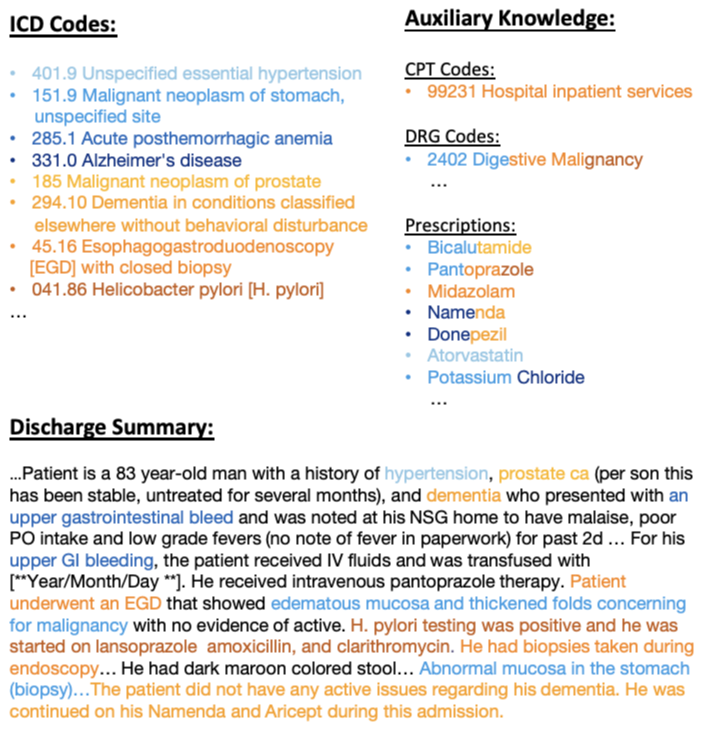 ICD Codes:
• 401.9 Unspecified essential hypertension
• 151.9 Malignant neoplasm of stomach,
unspecified site
• 285.1 Acute posthemorrhagic anemia
• 331.0 Alzheimer's disease
• 185 Malignant neoplasm of prostate
• 294.10 Dementia in conditions classified
elsewhere without behavioral disturbance
• 45.16 Esophagogastroduodenoscopy
[EGD] with closed biopsy
• 041.86 Helicobacter pylori [H. pylori]
...
Auxiliary Knowledge:
CPT Codes:
• 99231 Hospital inpatient services
DRG Codes:
• 2402 Digestive Malignancy
...
Prescriptions:
• Bicalutamide
• Pantoprazole
• Midazolam
• Namenda
• Donepezil
• Atorvastatin
• Potassium Chloride
...
Discharge Summary:
...Patient is a 83 year-old man with a history of hypertension, prostate ca (per son this
has been stable, untreated for several months), and dementia who presented with an
upper gastrointestinal bleed and was noted at his NSG home to have malaise, poor
PO intake and low grade fevers (no note of fever in paperwork) for past 2d ... For his
upper GI bleeding, the patient received IV fluids and was transfused with
[**Year/Month/Day **]. He received intravenous pantoprazole therapy. Patient
underwent an EGD that showed edematous mucosa and thickened folds concerning
for malignancy with no evidence of active. H. pylori testing was positive and he was
started on lansoprazole amoxicillin, and clarithromycin. He had biopsies taken during
endoscopy... He had dark maroon colored stool... Abnormal mucosa in the stomach
(biopsy)...The patient did not have any active issues regarding his dementia. He was
continued on his Namenda and Aricept during this admission.